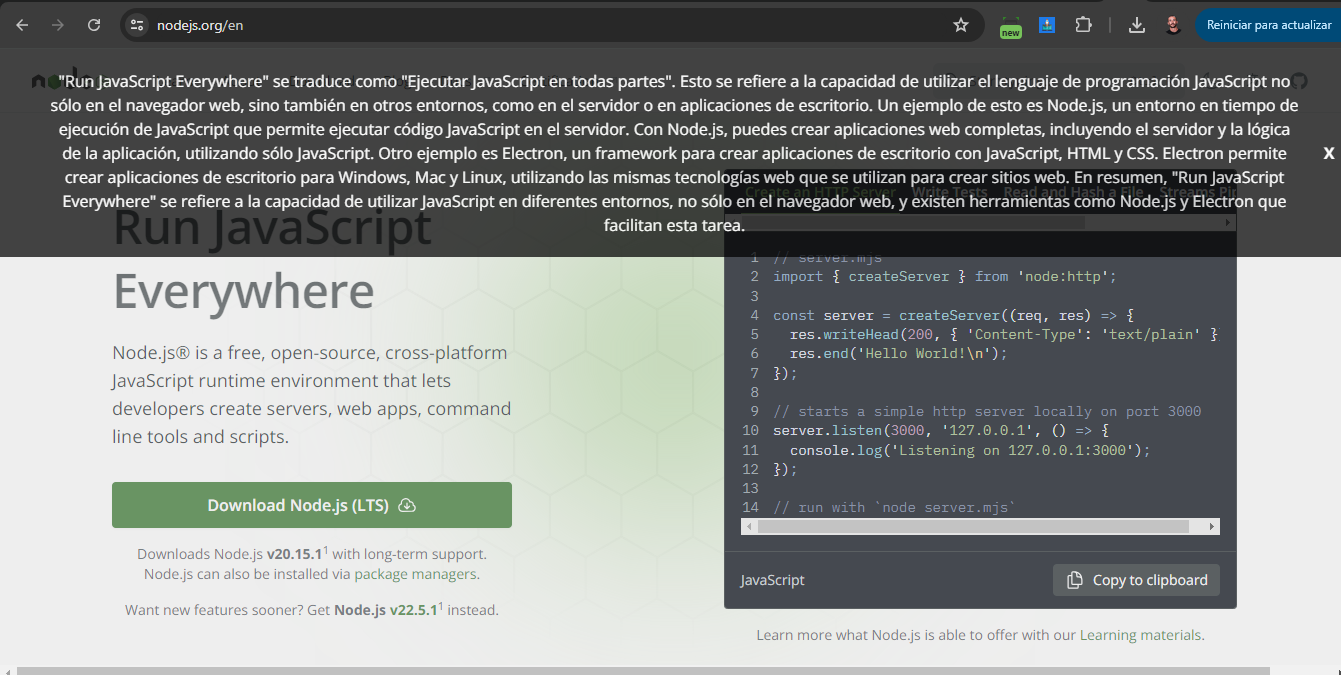 nodejs.org/en
new
Reiniciar para actualizar
"Run JavaScript Everywhere" se traduce como "Ejecutar JavaScript en todas partes". Esto se refiere a la capacidad de utilizar el lenguaje de programación JavaScript no
sólo en el navegador web, sino también en otros entornos, como en el servidor o en aplicaciones de escritorio. Un ejemplo de esto es Node.js, un entorno en tiempo de
ejecución de JavaScript que permite ejecutar código JavaScript en el servidor. Con Node.js, puedes crear aplicaciones web completas, incluyendo el servidor y la lógica
de la aplicación, utilizando sólo JavaScript. Otro ejemplo es Electron, un framework para crear aplicaciones de escritorio con JavaScript, HTML y CSS. Electron permite
crear aplicaciones de escritorio para Windows, Mac y Linux, utilizando las mismas tecnologías web que se utilizan para crear sitios web. En resumen, "Run JavaScript
Everywhere" se refiere a la capacidad de utilizar JavaScript en diferentes entornos, no sólo en el navegador web, y existen herramientas como Node.js y Electron que
facilitan esta tarea.
X
Run JavaScript
Everywhere
Node.js® is a free, open-source, cross-platform
JavaScript runtime environment that lets
developers create servers, web apps, command
line tools and scripts.
Download Node.js (LTS)
Downloads Node.js v20.15.1¹ with long-term support.
Node.js can also be installed via package managers.
Want new features sooner? Get Node.js v22.5.1¹ instead.
Create an HTTP Server Write Tests Read and Hash a File Streams
1 // server.mjs
2 import { createServer } from 'node:http';
3
4 const server = createServer((req, res) => {
5 res.writeHead(200, { 'Content-Type': 'text/plain' }
6 res.end('Hello World!\n');
7 });
8
9 // starts a simple http server locally on port 3000
10 server.listen(3000, '127.0.0.1', () => {
11 console.log('Listening on 127.0.0.1:3000');
12 });
13
14 // run with `node server.mjs`
JavaScript
Copy to clipboard
Learn more what Node.js is able to offer with our Learning materials.